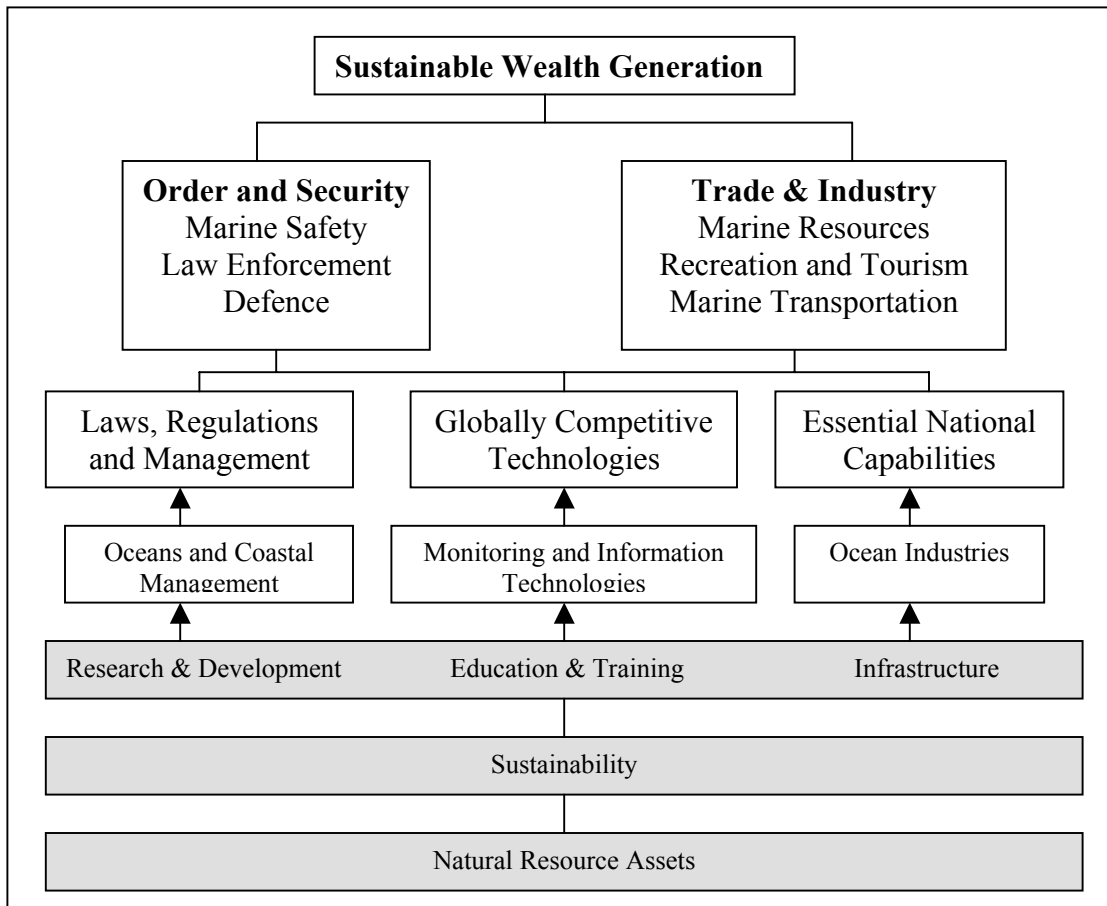 Sustainable Wealth Generation
Order and Security
Marine Safety
Law Enforcement
Defence
Trade & Industry
Marine Resources
Recreation and Tourism
Marine Transportation
Laws, Regulations
and Management
Globally Competitive
Technologies
Essential National
Capabilities
Oceans and Coastal
Management
Monitoring and Information
Technologies
Ocean Industries
Research & Development
Education & Training
Infrastructure
Sustainability
Natural Resource Assets